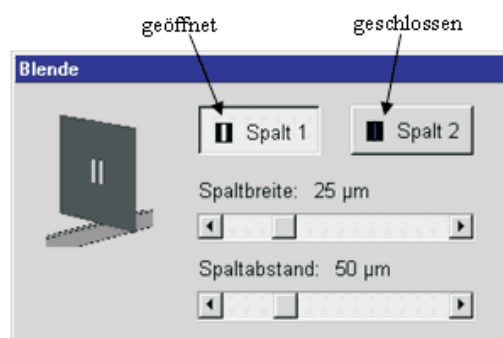 geöffnet geschlossen
Blende
Spalt 1 Spalt 2
Spaltbreite: 25 µm
Spaltabstand: 50 µm